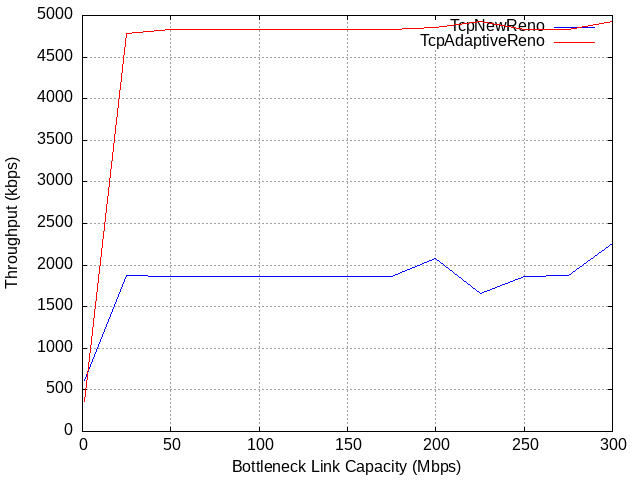 5000
4500
4000
3500
3000
2500
2000
1500
1000
500
0
0 50 100 150 200 250 300
Throughput (kbps)
Bottleneck Link Capacity (Mbps)
TcpNewReno
TcpAdaptiveReno